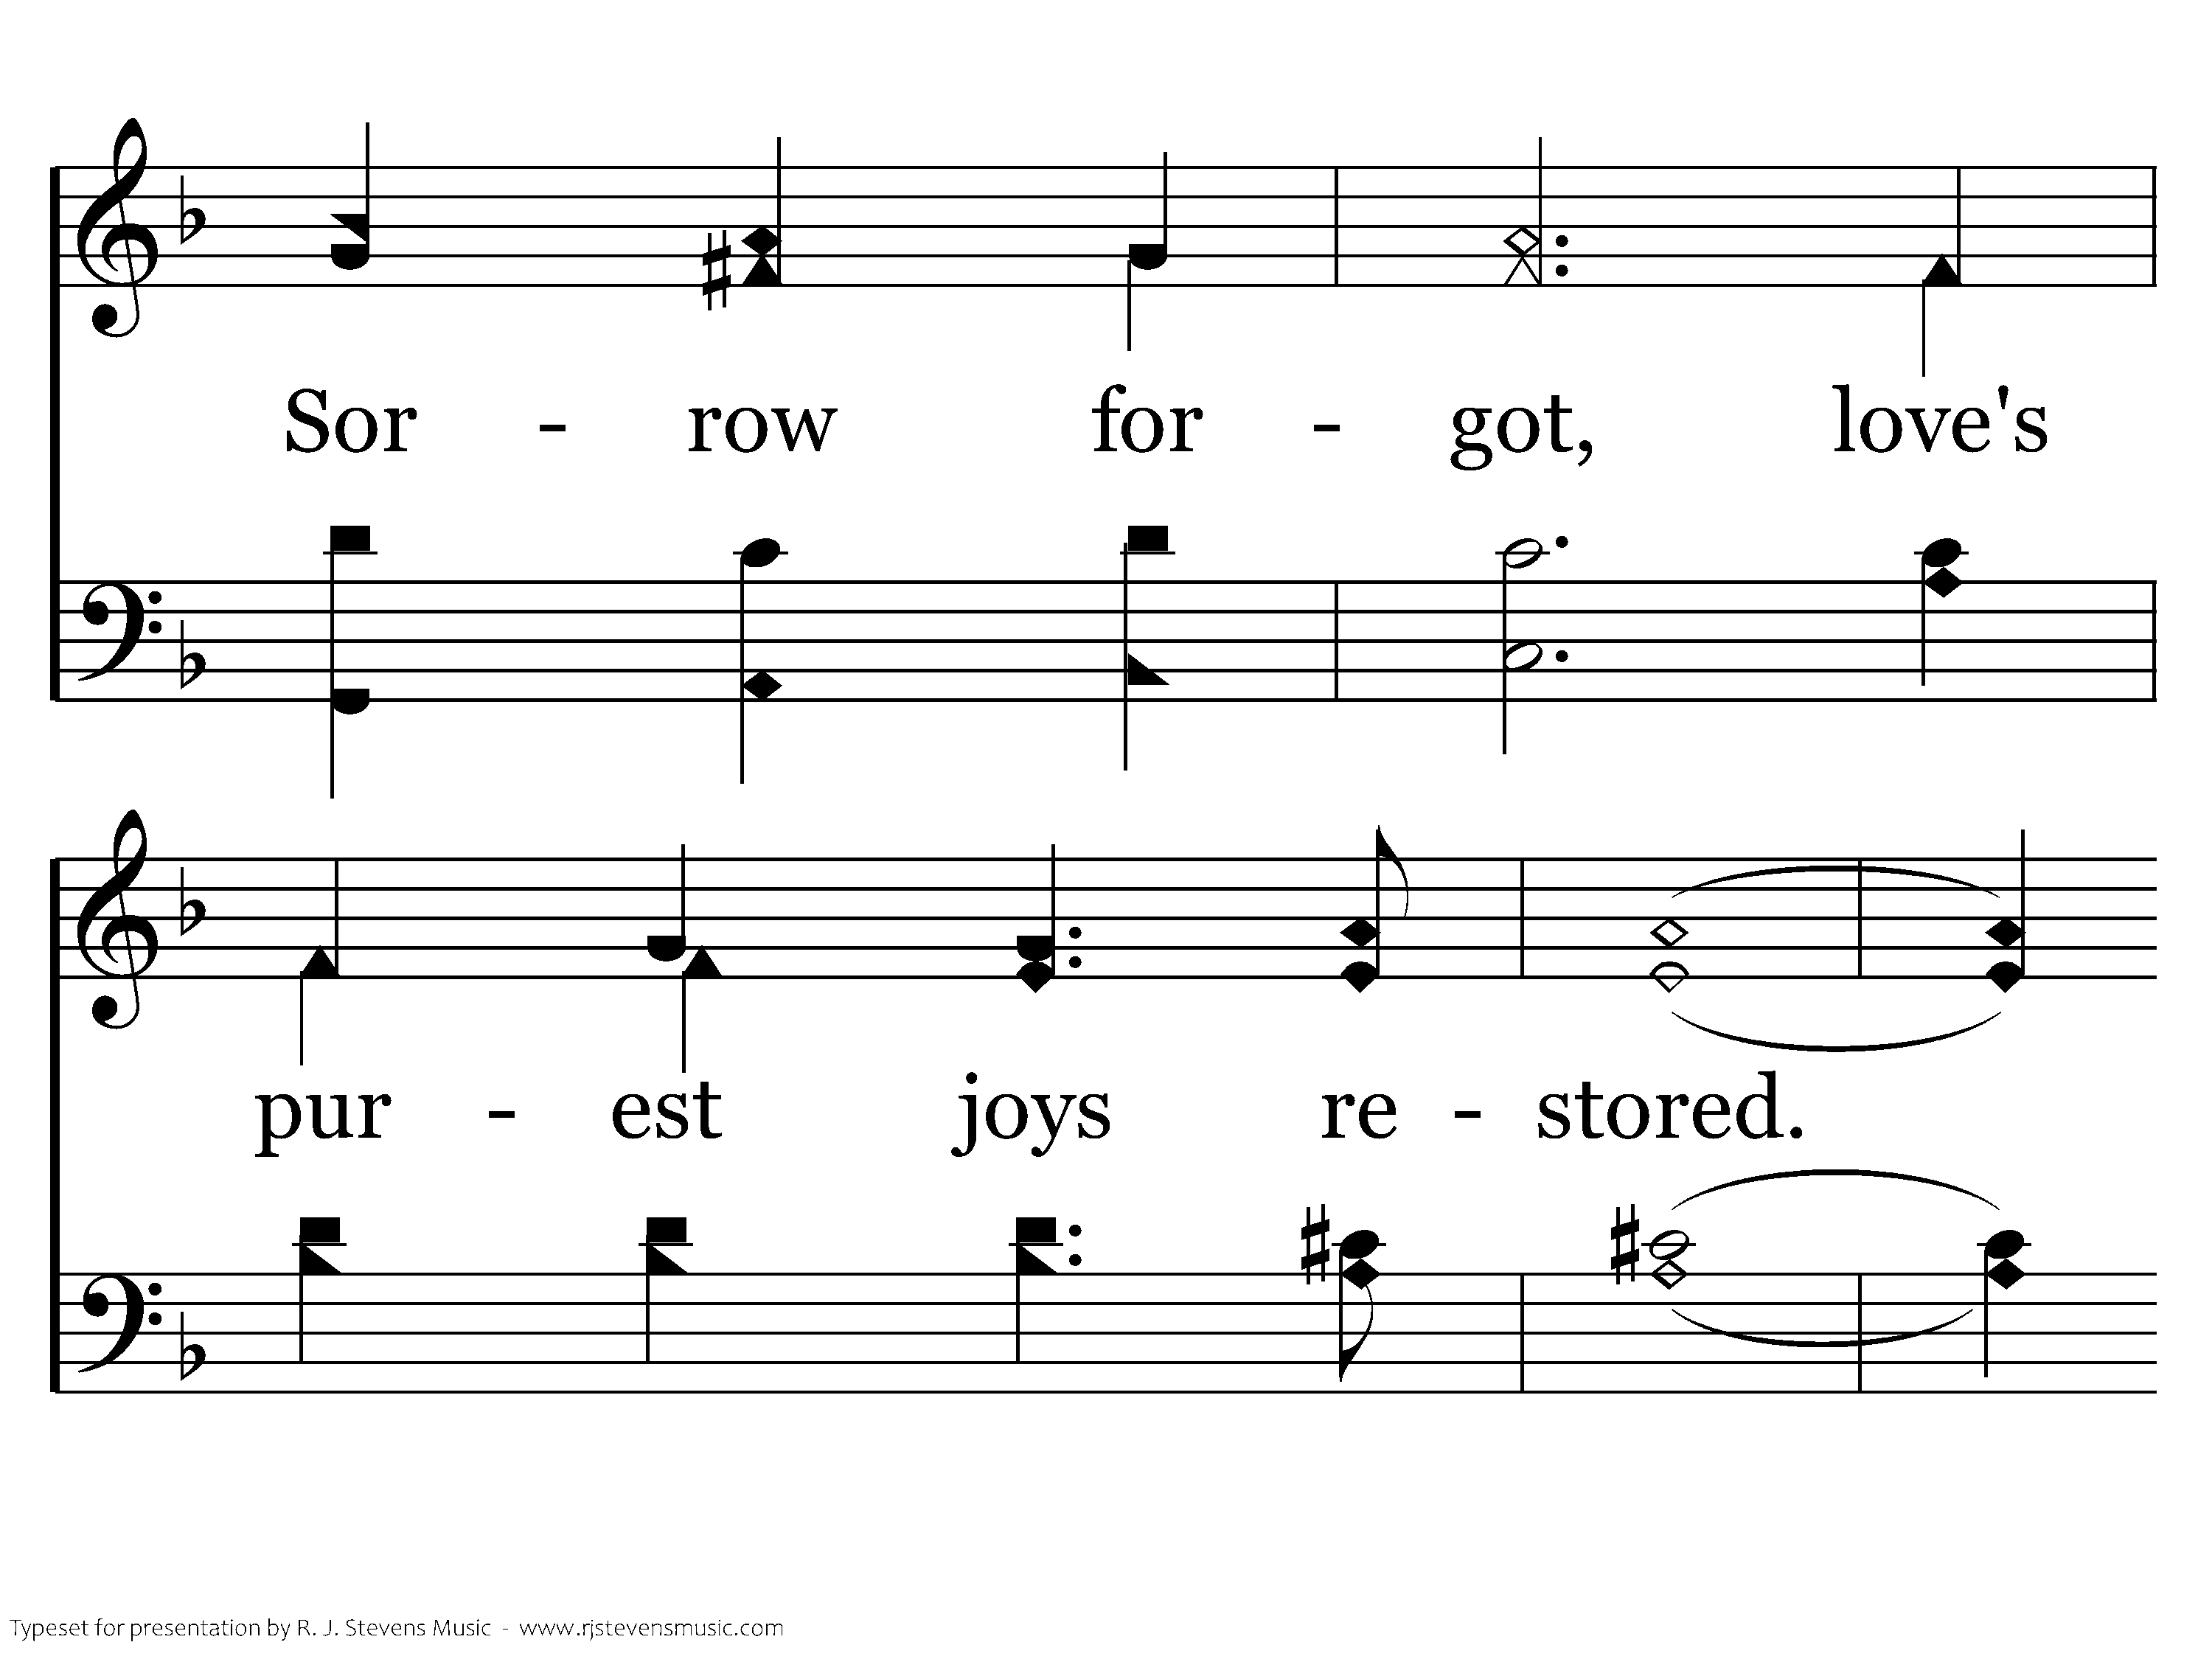 Sor - row for - got, love's
pur - est joys re - stored.
Typeset for presentation by R. J. Stevens Music - www.rjstevensmusic.com